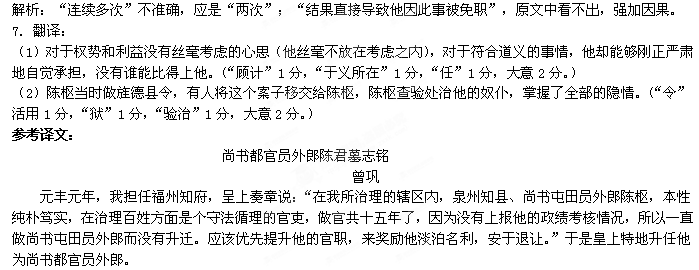 解析：“连续多次”不准确，应是“两次”；“结果直接导致他因此事被免职”，原文中看不出，强加因果。
7．翻译：
（1）对于权势和利益没有丝毫考虑的心思（他丝毫不放在考虑之内），对于符合道义的事情，他却能够刚正严肃
地自觉承担，没有谁能比得上他。（“顾计”1分，“于义所在”1分，“任”1分，大意2分。）
（2）陈枢当时做旌德县令，有人将这个案子移交给陈枢，陈枢查验处治他的奴仆，掌握了全部的隐情。（“令”
活用1分，“狱”1分，“验治”1分，大意2分。）
参考译文：
尚书都官员外郎陈君墓志铭
曾巩
元丰元年，我担任福州知府，呈上奏章说：“在我所治理的辖区内，泉州知县、尚书屯田员外郎陈枢，本性
纯朴笃实，在治理百姓方面是个守法循理的官吏，做官共十五年了，因为没有上报他的政绩考核情况，所以一直
做尚书屯田员外郎而没有升迁。应该优先提升他的官职，来奖励他淡泊名利，安于退让。”于是皇上特地升任他
为尚书都官员外郎。